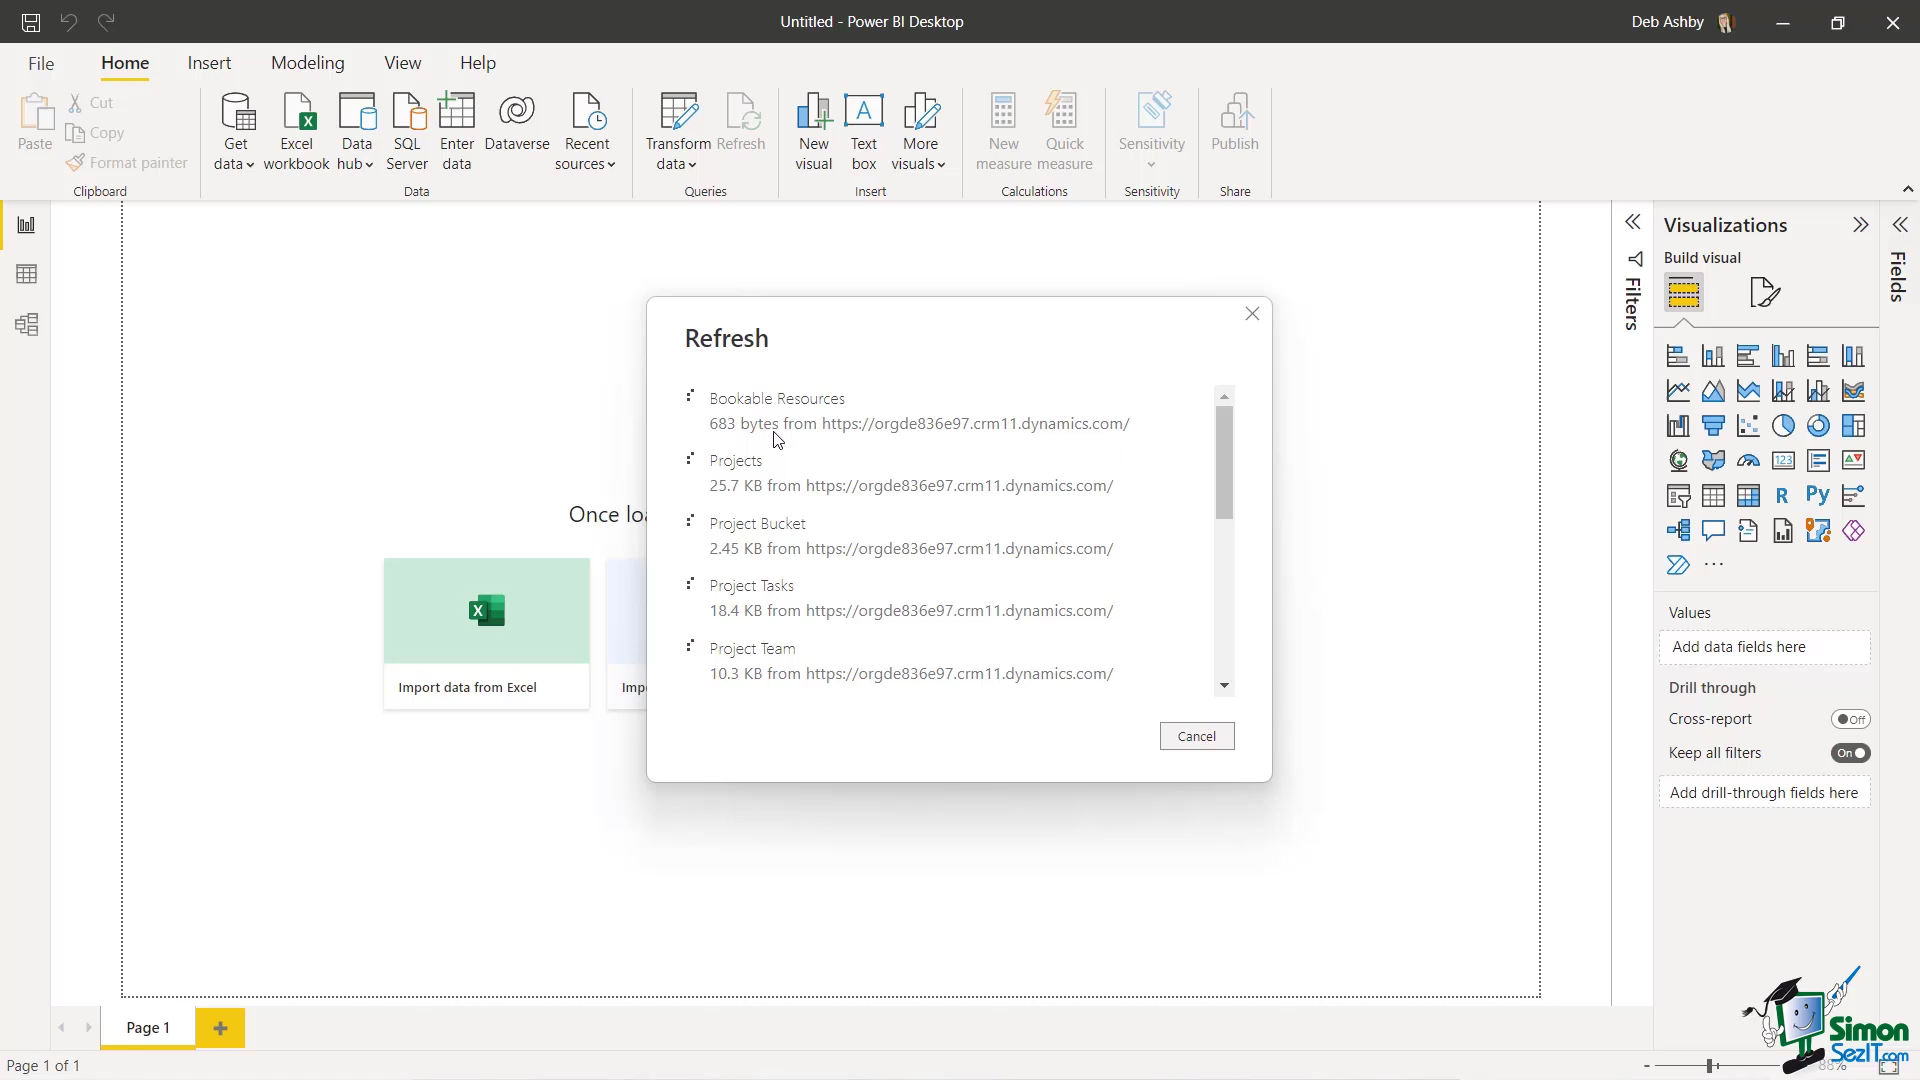 Untitled - Power BI Desktop
Deb Ashby
File
Home
Insert
Modeling
View
Help
Paste
Cut
Copy
Format painter
Clipboard
Get data
Excel workbook
Data hub
SQL Server
Enter data
Dataverse
Recent sources
Data
Transform data
Refresh
Queries
New visual
Text box
More visuals
Insert
New measure
Quick measure
Calculations
Sensitivity
Sensitivity
Publish
Share
Once loa
Import data from Excel
Impo
Refresh
Bookable Resources
683 bytes from https://orgde836e97.crm11.dynamics.com/
Projects
25.7 KB from https://orgde836e97.crm11.dynamics.com/
Project Bucket
2.45 KB from https://orgde836e97.crm11.dynamics.com/
Project Tasks
18.4 KB from https://orgde836e97.crm11.dynamics.com/
Project Team
10.3 KB from https://orgde836e97.crm11.dynamics.com/
Cancel
Filters
Visualizations
Build visual
123
R
Py
Values
Add data fields here
Drill through
Cross-report
Off
Keep all filters
On
Add drill-through fields here
Fields
Page 1
Page 1 of 1
88%
Simon
SezIT.com